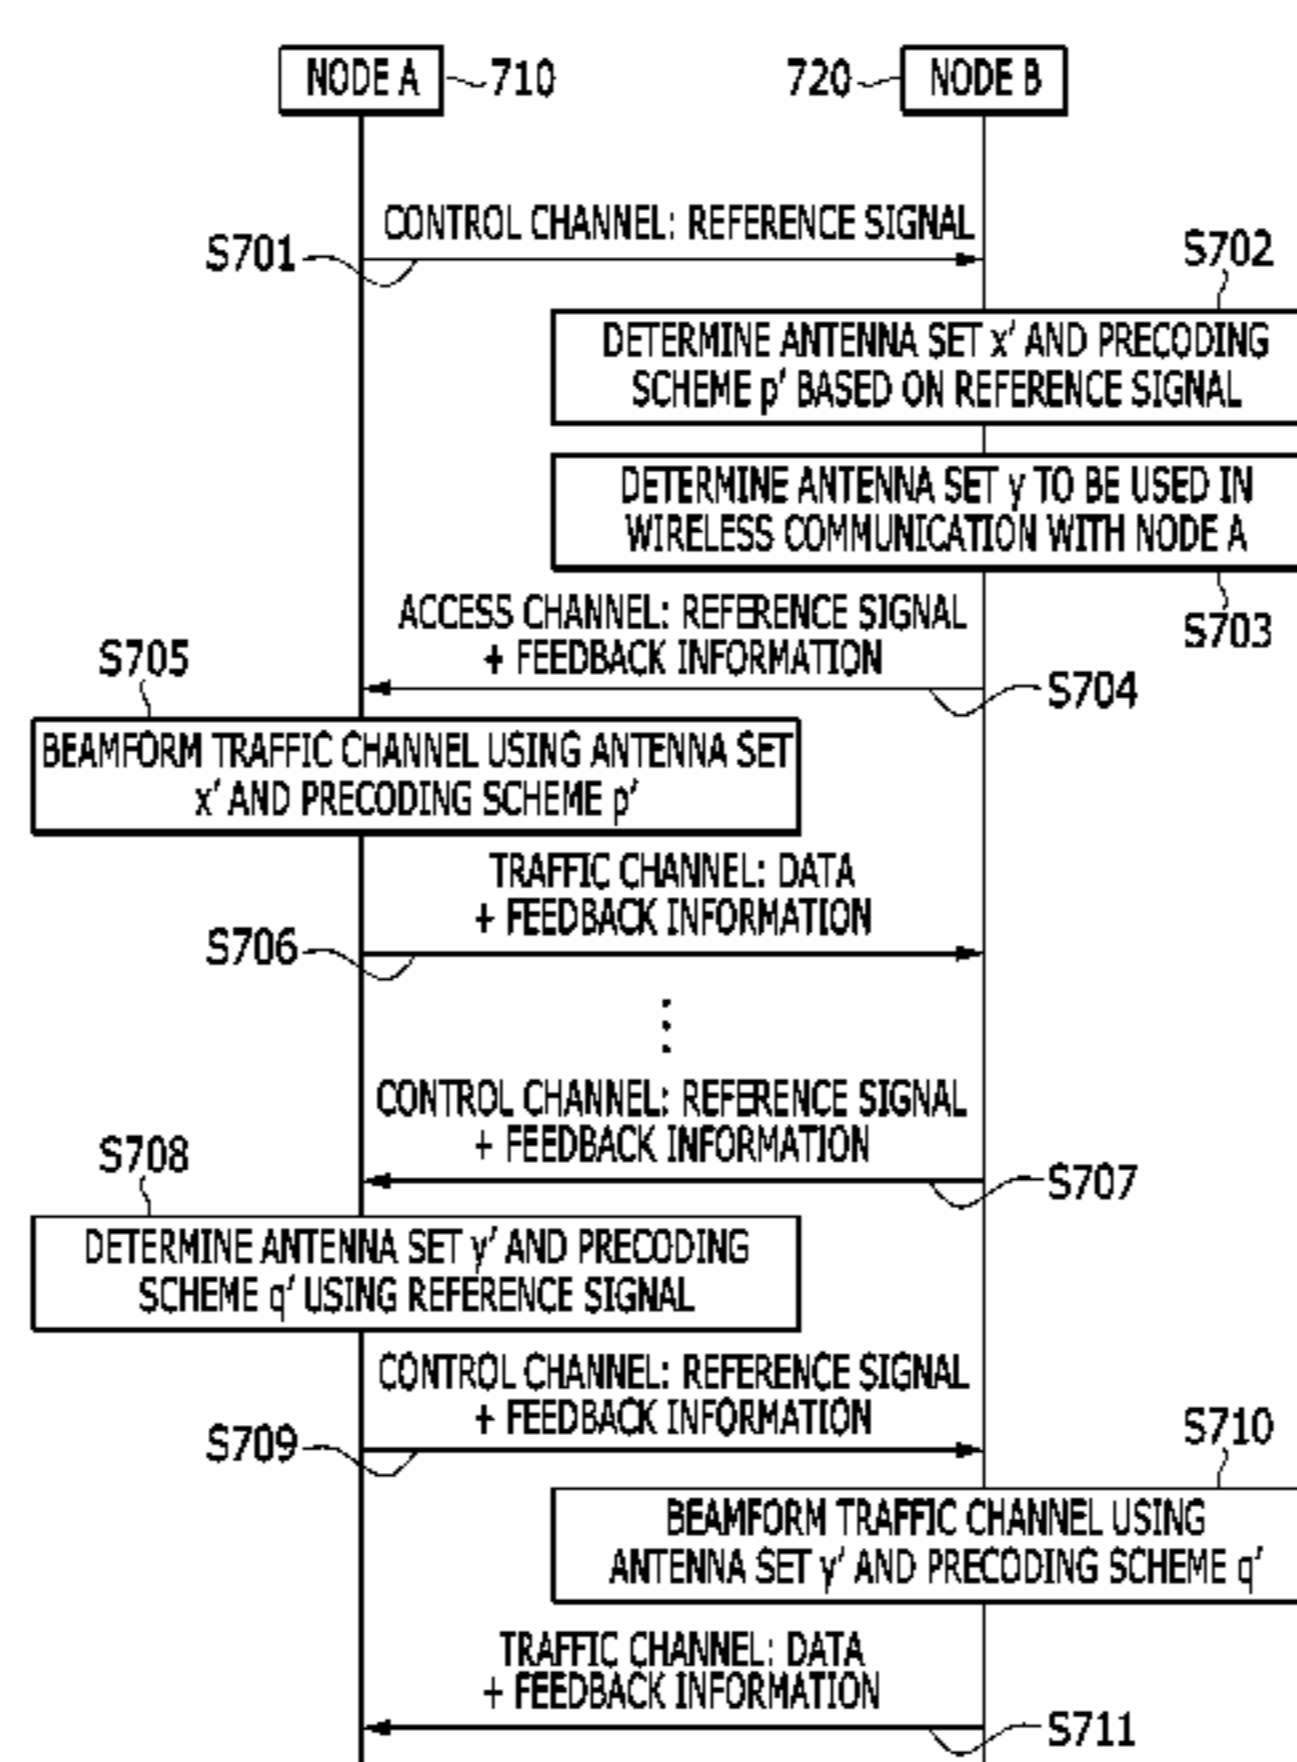 NODE A
710
720
NODE B
CONTROL CHANNEL: REFERENCE SIGNAL
S701
S702
DETERMINE ANTENNA SET x' AND PRECODING
SCHEME p' BASED ON REFERENCE SIGNAL
DETERMINE ANTENNA SET y TO BE USED IN
WIRELESS COMMUNICATION WITH NODE A
S703
ACCESS CHANNEL: REFERENCE SIGNAL
+ FEEDBACK INFORMATION
S704
S705
BEAMFORM TRAFFIC CHANNEL USING ANTENNA SET
x' AND PRECODING SCHEME p'
TRAFFIC CHANNEL: DATA
+ FEEDBACK INFORMATION
S706
CONTROL CHANNEL: REFERENCE SIGNAL
+ FEEDBACK INFORMATION
S707
S708
DETERMINE ANTENNA SET y' AND PRECODING
SCHEME q' USING REFERENCE SIGNAL
CONTROL CHANNEL: REFERENCE SIGNAL
+ FEEDBACK INFORMATION
S709
S710
BEAMFORM TRAFFIC CHANNEL USING
ANTENNA SET y' AND PRECODING SCHEME q'
TRAFFIC CHANNEL: DATA
+ FEEDBACK INFORMATION
S711